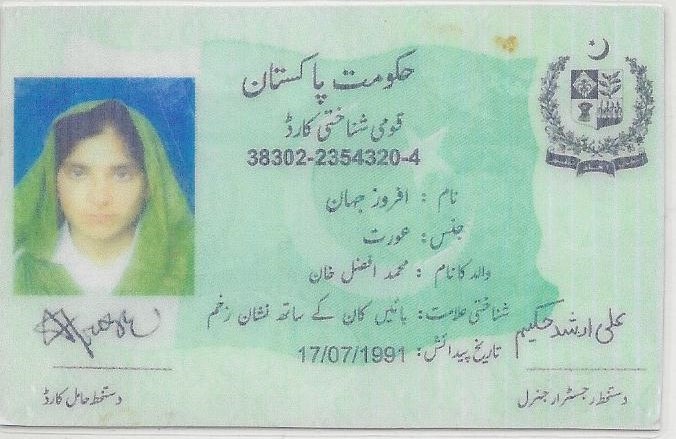 حکومت پاکستان
قومی شناختی کارڈ
38302-2354320-4
نام : افروز جہان
جنس : عورت
والد کا نام : محمد افضل خان
شناختی علامت : بائیں کان کے ساتھ نشان زخم
تاریخ پیدائش : 17/07/1991
علی ارشد حکیم
دستخط رجسٹرار جنرل
دستخط حامل کارڈ